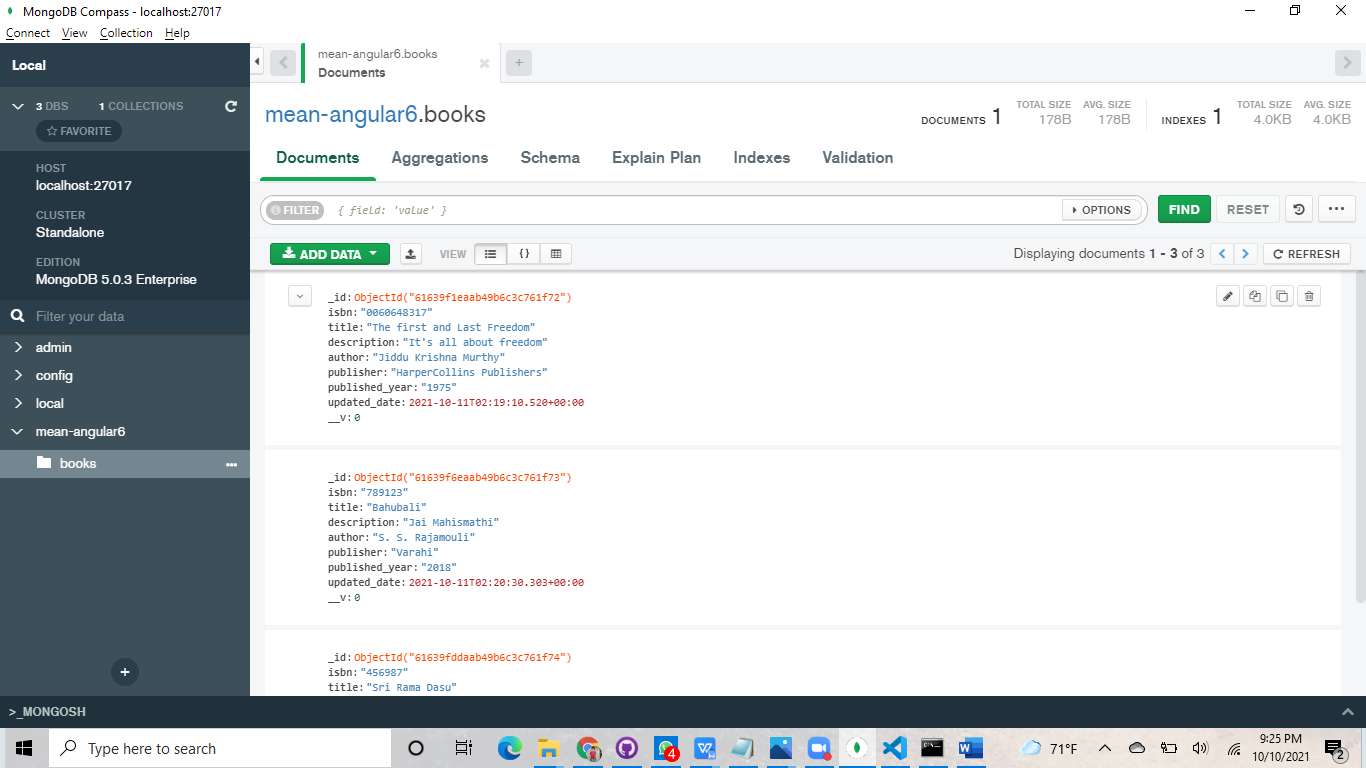 MongoDB Compass - localhost:27017
Connect View Collection Help
Local
3 DBS 1 COLLECTIONS
FAVORITE
HOST
localhost:27017
CLUSTER
Standalone
EDITION
MongoDB 5.0.3 Enterprise
Filter your data
admin
config
local
mean-angular6
books
mean-angular6.books
Documents
mean-angular6.books
DOCUMENTS 1 TOTAL SIZE 178B AVG. SIZE 178B INDEXES 1 TOTAL SIZE 4.0KB AVG. SIZE 4.0KB
Documents Aggregations Schema Explain Plan Indexes Validation
FILTER { field: 'value' } OPTIONS FIND RESET
ADD DATA VIEW {} Displaying documents 1 - 3 of 3 REFRESH
_id: ObjectId("61639f1eaab49b6c3c761f72")
isbn: "0060648317"
title: "The first and Last Freedom"
description: "It's all about freedom"
author: "Jiddu Krishna Murthy"
publisher: "HarperCollins Publishers"
published_year: "1975"
updated_date: 2021-10-11T02:19:10.520+00:00
__v: 0
_id: ObjectId("61639f6eaab49b6c3c761f73")
isbn: "789123"
title: "Bahubali"
description: "Jai Mahismathi"
author: "S. S. Rajamouli"
publisher: "Varahi"
published_year: "2018"
updated_date: 2021-10-11T02:20:30.303+00:00
__v: 0
_id: ObjectId("61639fddaab49b6c3c761f74")
isbn: "456987"
title: "Sri Rama Dasu"
>_MONGOSH
Type here to search
4
71°F
9:25 PM
10/10/2021
2